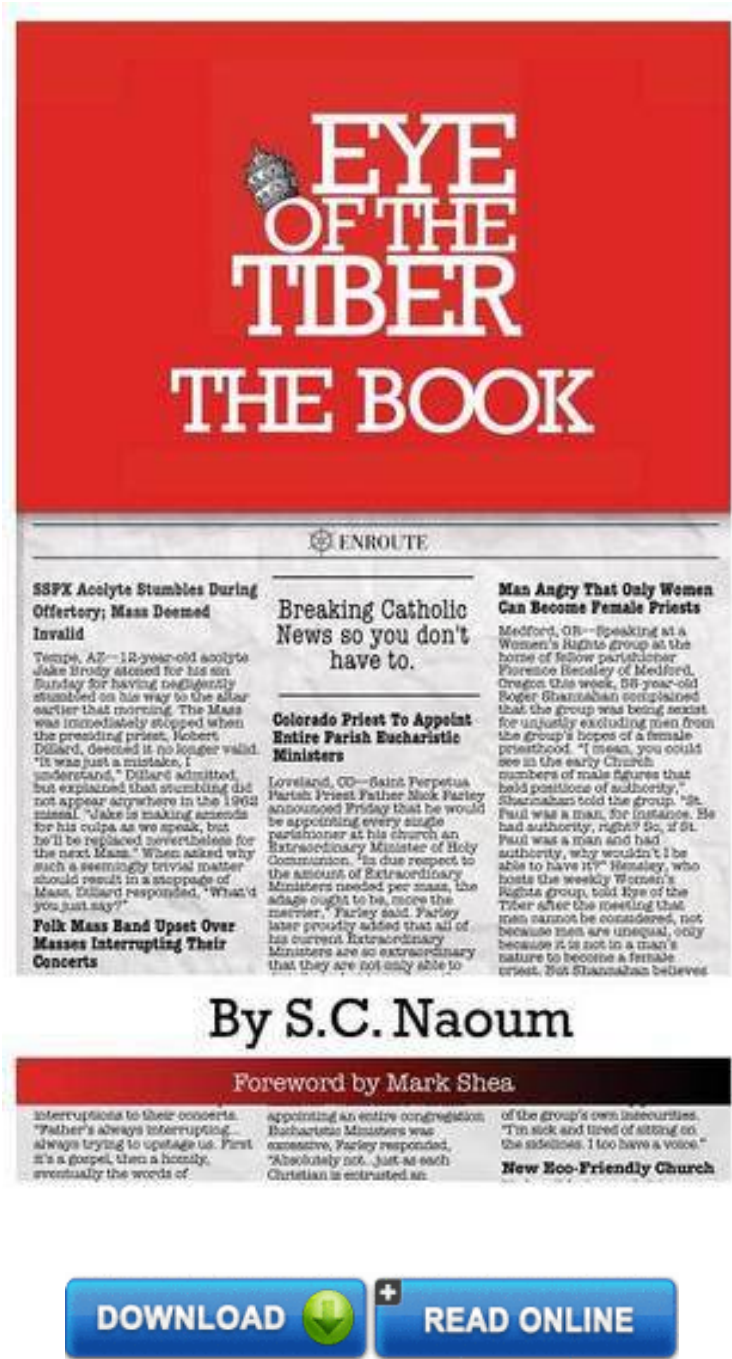 EYE
OF THE
TIBER
THE BOOK
ENROUTE
SSPX Acolyte Stumbles During
Offertory; Mass Deemed
Invalid
Tempe, AZ—12-year-old acolyte
Jake Brody atoned for his sin
Sunday for having negligently
stumbled on his way to the altar
earlier that morning. The Mass
was immediately stopped when
the presiding priest, Robert
Dillard, deemed it no longer valid.
"It was just a mistake, I
understand," Dillard admitted,
but explained that stumbling did
not appear anywhere in the 1962
missal. "Jake is making amends
for his culpa as we speak, but
he'll be replaced nevertheless for
the next Mass." When asked why
such a seemingly trivial matter
should result in a stoppage of
Mass, Dillard responded, "What'd
you just say?"
Folk Mass Band Upset Over
Masses Interrupting Their
Concerts
Breaking Catholic
News so you don't
have to.
Colorado Priest To Appoint
Entire Parish Eucharistic
Ministers
Loveland, CO—Saint Perpetua
Parish Priest Father Nick Farley
announced Friday that he would
be appointing every single
parishioner at his church an
Extraordinary Minister of Holy
Communion. "In due respect to
the amount of Extraordinary
Ministers needed per mass, the
adage ought to be, more the
merrier," Farley said. Farley
later proudly added that all of
his current Extraordinary
Ministers are so extraordinary
that they are not only able to
Man Angry That Only Women
Can Become Female Priests
Medford, OR—Speaking at a
Women's Rights group at the
home of fellow parishioner
Florence Hensley of Medford,
Oregon this week, 58-year-old
Roger Shannahan complained
that the group was being sexist
for unjustly excluding men from
the group's hopes of a female
priesthood. "I mean, you could
see in the early Church
numbers of male figures that
held positions of authority,"
Shannahan told the group. "St.
Paul was a man, for instance. He
had authority, right? So, if St.
Paul was a man and had
authority, why wouldn't I be
able to have it?" Hensley, who
hosts the weekly Women's
Rights group, told Eye of the
Tiber after the meeting that
men cannot be considered, not
because men are unequal, only
because it is not in a man's
nature to become a female
priest. But Shannahan believes
By S.C. Naoum
Foreword by Mark Shea
interruptions to their concerts.
"Father's always interrupting...
always trying to upstage us. First
it's a gospel, then a homily,
eventually the words of
appointing an entire congregation
Eucharistic Ministers was
excessive, Farley responded,
"Absolutely not. Just as each
Christian is entrusted an
of the group's own insecurities.
"I'm sick and tired of sitting on
the sidelines. I too have a voice."
New Eco-Friendly Church
DOWNLOAD
READ ONLINE